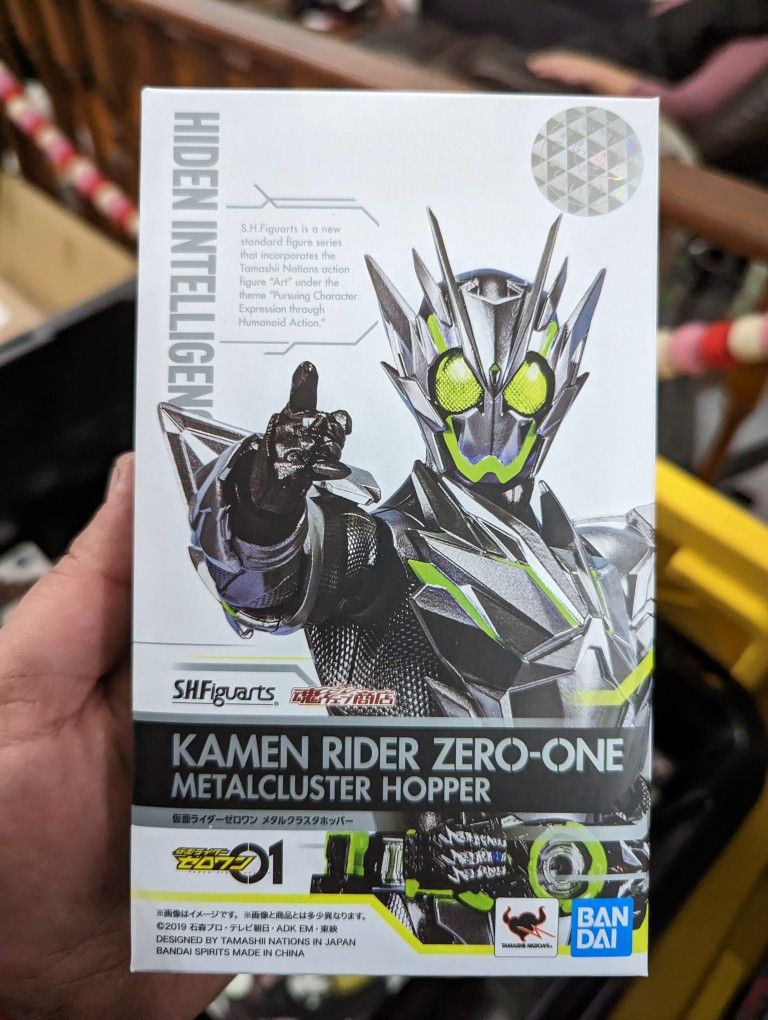 HIDEN INTELLIGEN
S.H.Figuarts is a new
standard figure series
that incorporates the
Tamashii Nations action
figure "Art" under the
theme "Pursuing Character
Expression through
Humanoid Action."
S.H.Figuarts
魂ウェブ商店
KAMEN RIDER ZERO-ONE
METALCLUSTER HOPPER
仮面ライダーゼロワン メタルクラスタホッパー
仮面ライダー
ゼロワン 01
※画像はイメージです。※画像と商品とは多少異なります。
©2019 石森プロ・テレビ朝日・ADK EM・東映
DESIGNED BY TAMASHII NATIONS IN JAPAN
BANDAI SPIRITS MADE IN CHINA
TAMASHII NATIONS
BAN
DAI